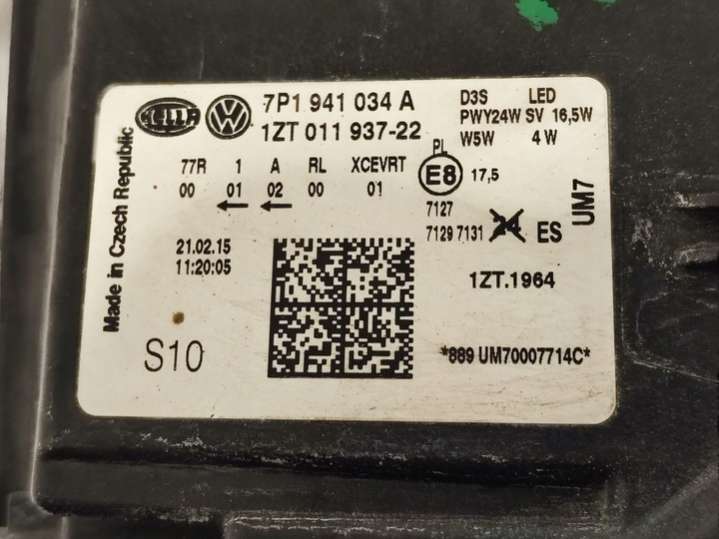 HELLA
7P1 941 034 A
1ZT 011 937-22
D3S LED
PWY24W SV 16,5W
W5W 4W
77R 1 A RL XCEVRT
00 01 02 00 01
PL
E8 17,5
7127
7129 7131 24 ES
UM7
Made in Czech Republic
21.02.15
11:20:05
1ZT.1964
S10
*889 UM70007714C*